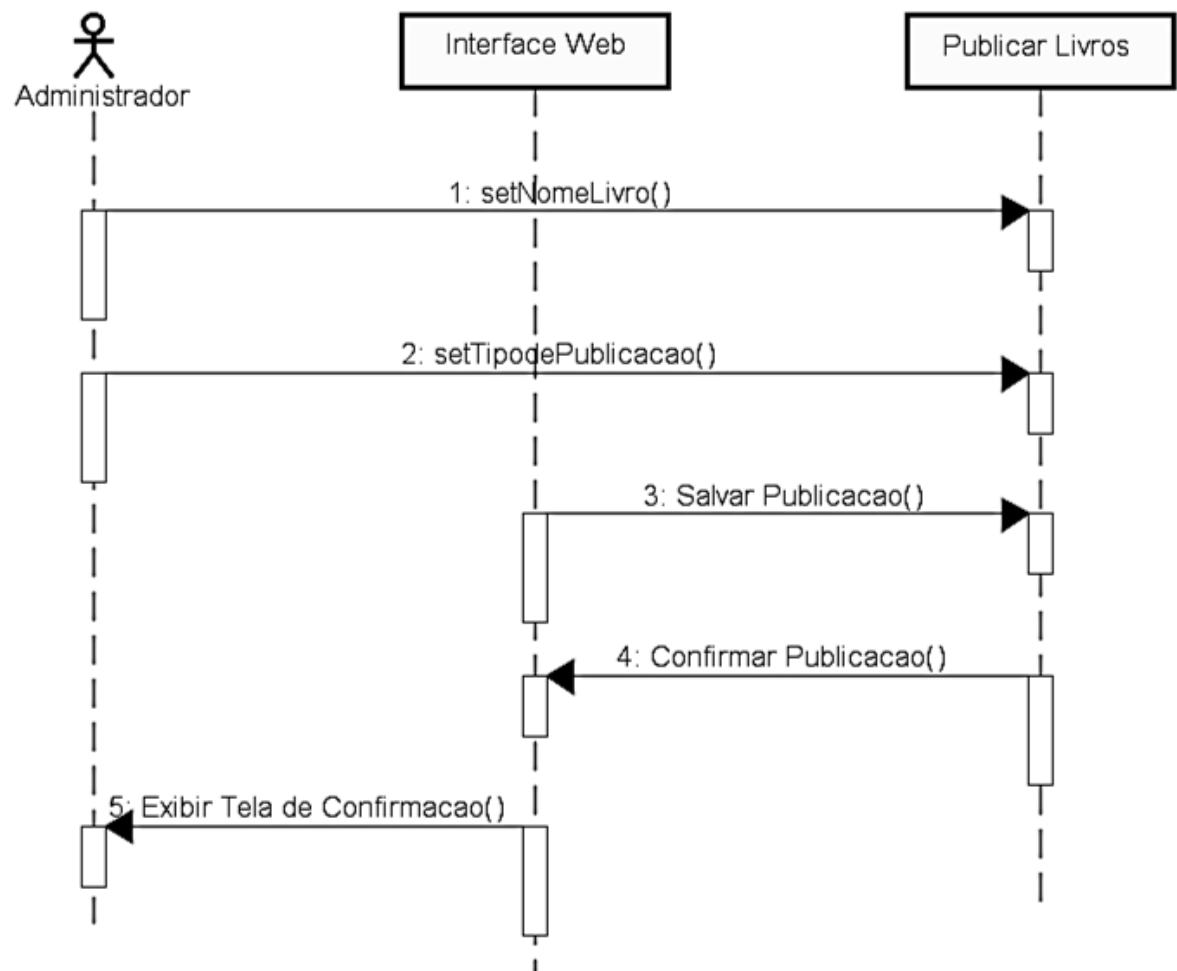 Interface Web
Publicar Livros
Administrador
1: setNomeLivro()
2: setTipodePublicacao()
3: Salvar Publicacao()
4: Confirmar Publicacao()
5: Exibir Tela de Confirmacao()